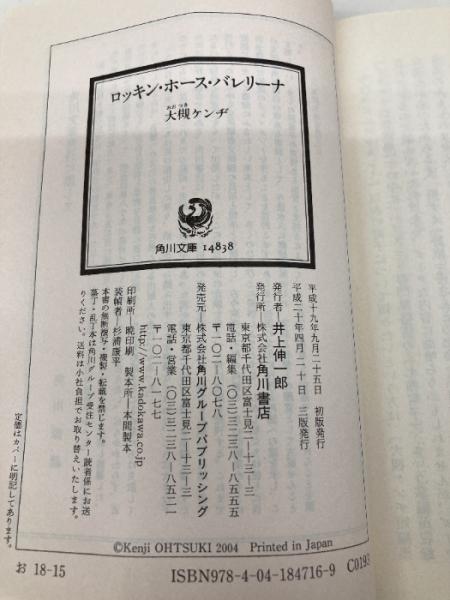 ロッキン・ホース・バレリーナ
おおつき
大槻ケンヂ
角川文庫 14838
平成十九年九月二十五日 初版発行
平成二十年四月二十日 三版発行
発行者―井上伸一郎
発行所―株式会社角川書店
東京都千代田区富士見二―十三―三
電話・編集(〇三)三二三八―八五五五
〒一〇二―八〇七八
発売元―株式会社角川グループパブリッシング
東京都千代田区富士見二―十三―三
電話・営業(〇三)三二三八―八五二一
〒一〇二―八一七七
http://www.kadokawa.co.jp
印刷所―暁印刷 製本所―本間製本
装幀者―杉浦康平
本書の無断複写・複製・転載を禁じます。
落丁・乱丁本は角川グループ受注センター読者係にお送
りください。送料は小社負担でお取り替えいたします。
定価はカバーに明記してあります。
©Kenji OHTSUKI 2004 Printed in Japan
お 18-15
ISBN978-4-04-184716-9
C0193